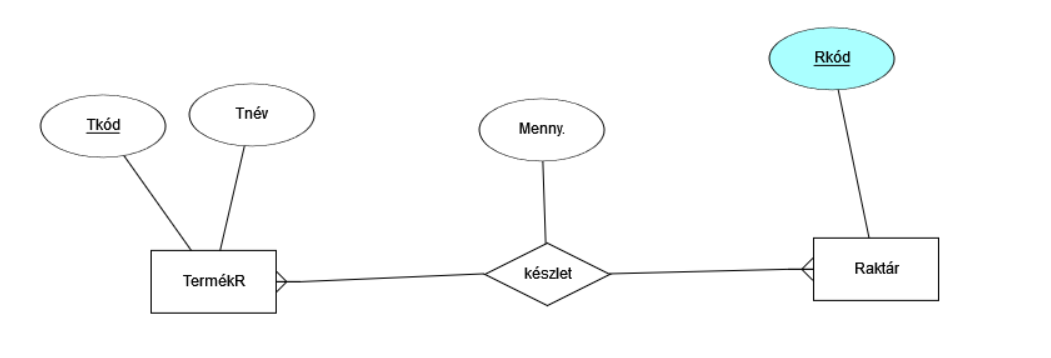 Rkód
Tkód
Tnév
Menny.
TermékR
készlet
Raktár